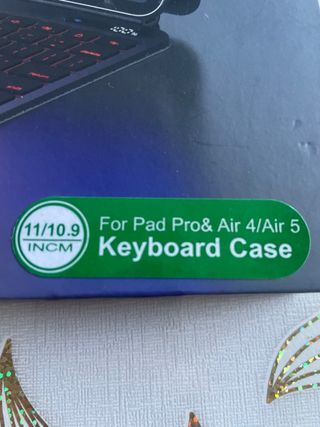 11/10.9
INCM
For Pad Pro& Air 4/Air 5
Keyboard Case